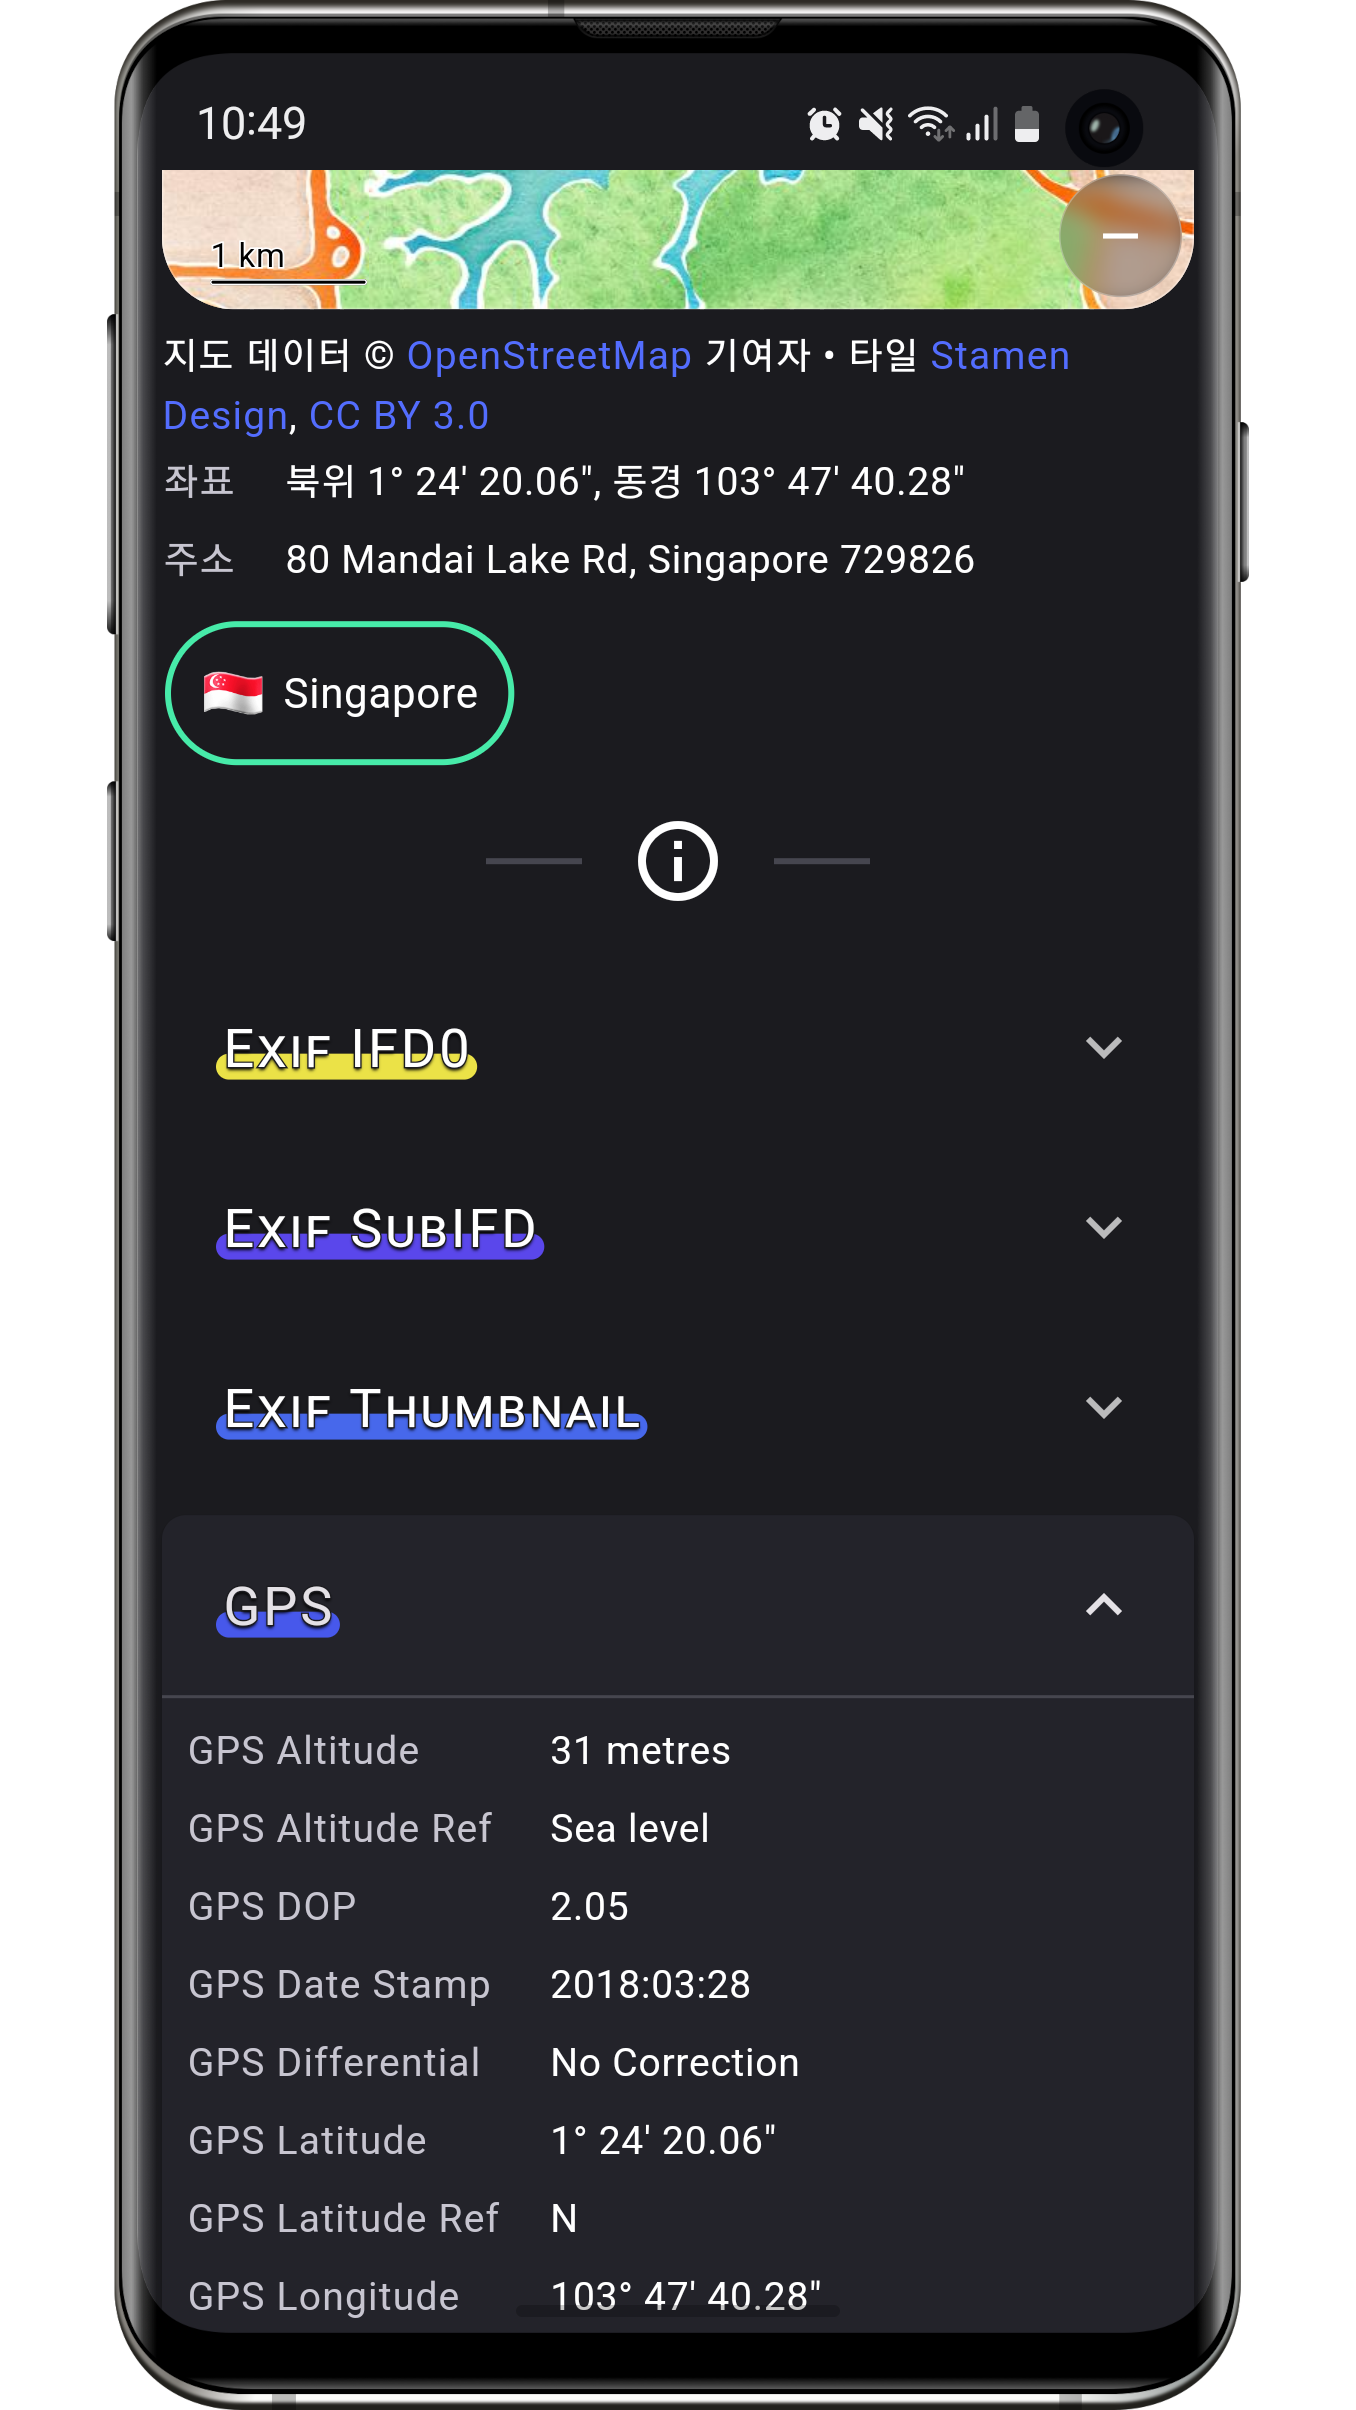 10:49
1 km
지도 데이터 © OpenStreetMap 기여자 • 타일 Stamen
Design, CC BY 3.0
좌표 북위 1° 24' 20.06", 동경 103° 47' 40.28"
주소 80 Mandai Lake Rd, Singapore 729826
Singapore
Exif IFD0
Exif SubIFD
Exif Thumbnail
GPS
GPS Altitude 31 metres
GPS Altitude Ref Sea level
GPS DOP 2.05
GPS Date Stamp 2018:03:28
GPS Differential No Correction
GPS Latitude 1° 24' 20.06"
GPS Latitude Ref N
GPS Longitude 103° 47' 40.28"